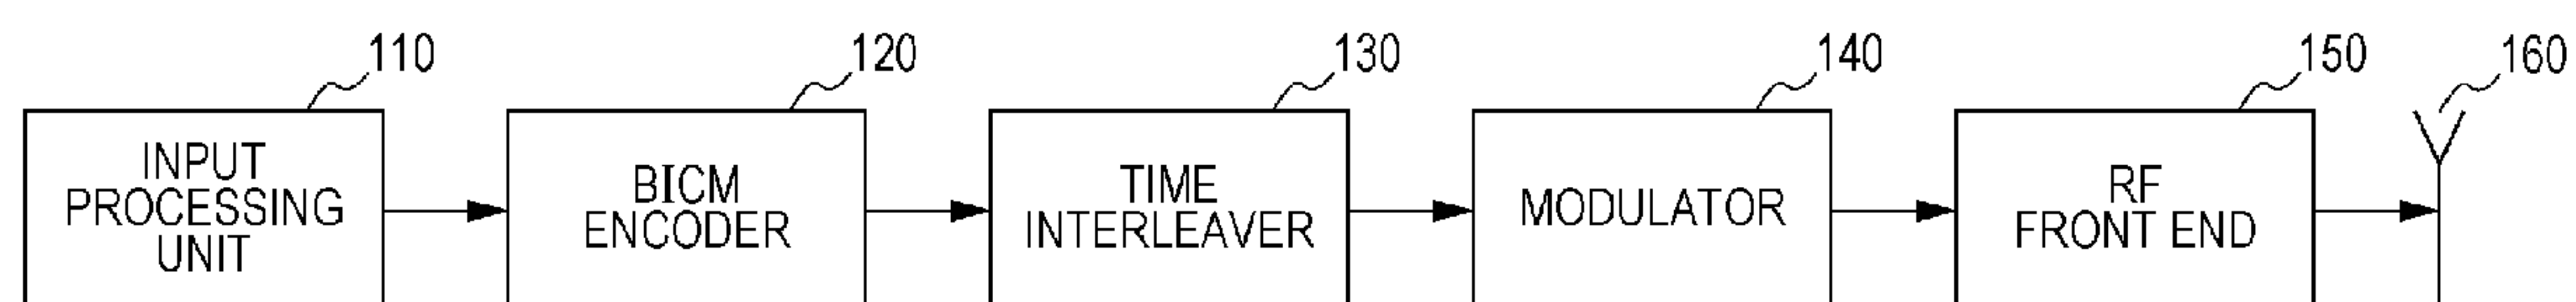 110
120
130
140
150
160
INPUT
PROCESSING
UNIT
BICM
ENCODER
TIME
INTERLEAVER
MODULATOR
RF
FRONT END